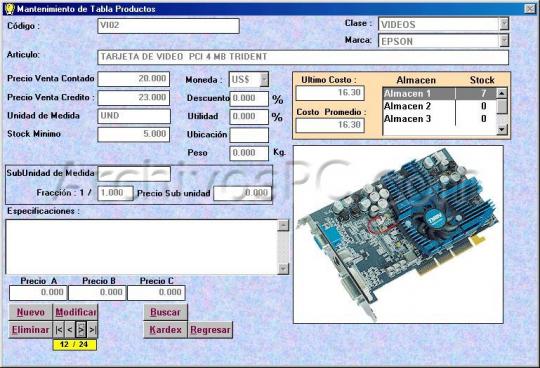 Mantenimiento de Tabla Productos
Código : VI02 Clase : VIDEOS
Marca: EPSON
Articulo: TARJETA DE VIDEO PCI 4 MB TRIDENT
Precio Venta Contado 20.000 Moneda : US$
Precio Venta Credito : 23.000 Descuento 0.000 %
Unidad de Medida UND Utilidad 0.000 %
Stock Minimo 5.000 Ubicación
Peso 0.000 Kg.
Ultimo Costo : 16.30
Costo Promedio : 16.30
Almacen Stock
Almacen 1 7
Almacen 2 0
Almacen 3 0
SubUnidad de Medida
Fracción : 1 / 1.000 Precio Sub unidad 0.000
ArchivosPC.com
Especificaciones :
Precio A Precio B Precio C
0.000 0.000 0.000
Nuevo Modificar Buscar
Eliminar |< < > >| Kardex Regresar
12 / 24